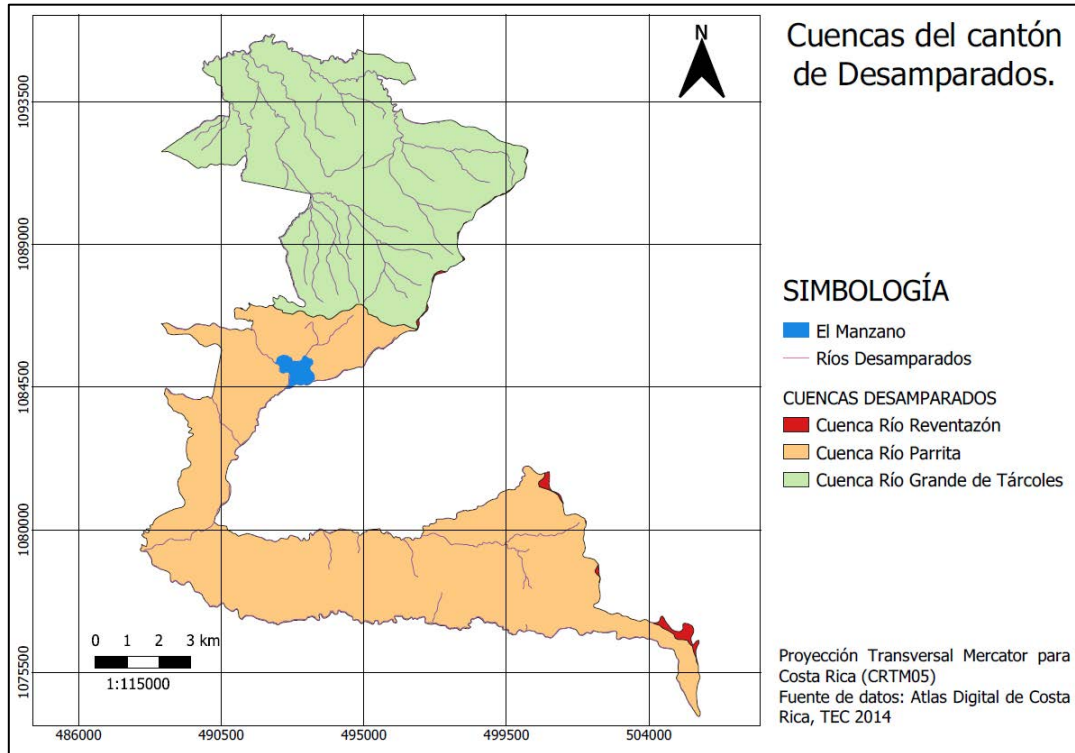 Cuencas del cantón
de Desamparados.
N
SIMBOLOGÍA
El Manzano
Ríos Desamparados
CUENCAS DESAMPARADOS
Cuenca Río Reventazón
Cuenca Río Parrita
Cuenca Río Grande de Tárcoles
Proyección Transversal Mercator para
Costa Rica (CRTM05)
Fuente de datos: Atlas Digital de Costa
Rica, TEC 2014
1093500
1089000
1084500
1080000
1075500
0 1 2 3 km
1:115000
486000 490500 495000 499500 504000